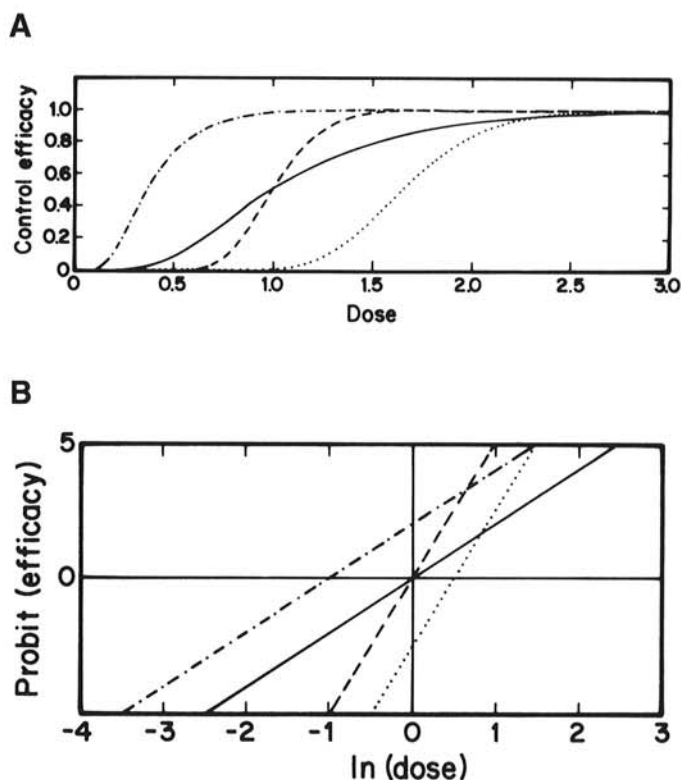 A
Control efficacy
1.0
0.8
0.6
0.4
0.2
0
0 0.5 1.0 1.5 2.0 2.5 3.0
Dose
B
Probit (efficacy)
5
0
-4 -3 -2 -1 0 1 2 3
ln (dose)